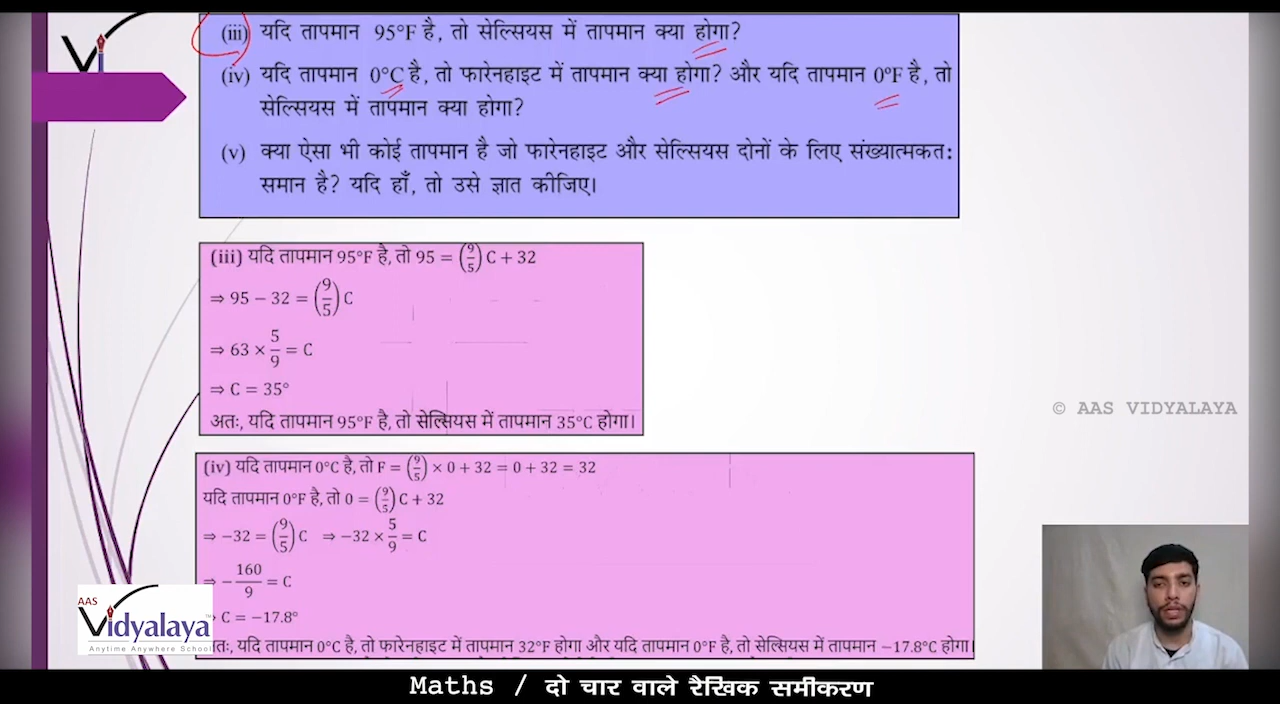 (iii) यदि तापमान 95°F है, तो सेल्सियस में तापमान क्या होगा?
(iv) यदि तापमान 0°C है, तो फारेनहाइट में तापमान क्या होगा? और यदि तापमान 0°F है, तो
सेल्सियस में तापमान क्या होगा?
(v) क्या ऐसा भी कोई तापमान है जो फारेनहाइट और सेल्सियस दोनों के लिए संख्यात्मकत:
समान है? यदि हाँ, तो उसे ज्ञात कीजिए।
(iii) यदि तापमान 95°F है, तो 95 = (9/5) C + 32
⇒ 95 − 32 = (9/5) C
⇒ 63 × 5/9 = C
⇒ C = 35°
अतः, यदि तापमान 95°F है, तो सेल्सियस में तापमान 35°C होगा।
© AAS VIDYALAYA
(iv) यदि तापमान 0°C है, तो F = (9/5) × 0 + 32 = 0 + 32 = 32
यदि तापमान 0°F है, तो 0 = (9/5) C + 32
⇒ −32 = (9/5) C ⇒ −32 × 5/9 = C
⇒ − 160/9 = C
C = −17.8°
यदि तापमान 0°C है, तो फारेनहाइट में तापमान 32°F होगा और यदि तापमान 0°F है, तो सेल्सियस में तापमान −17.8°C होगा।
AAS
Vidyalaya
Anytime Anywhere School
Maths / दो चार वाले रैखिक समीकरण